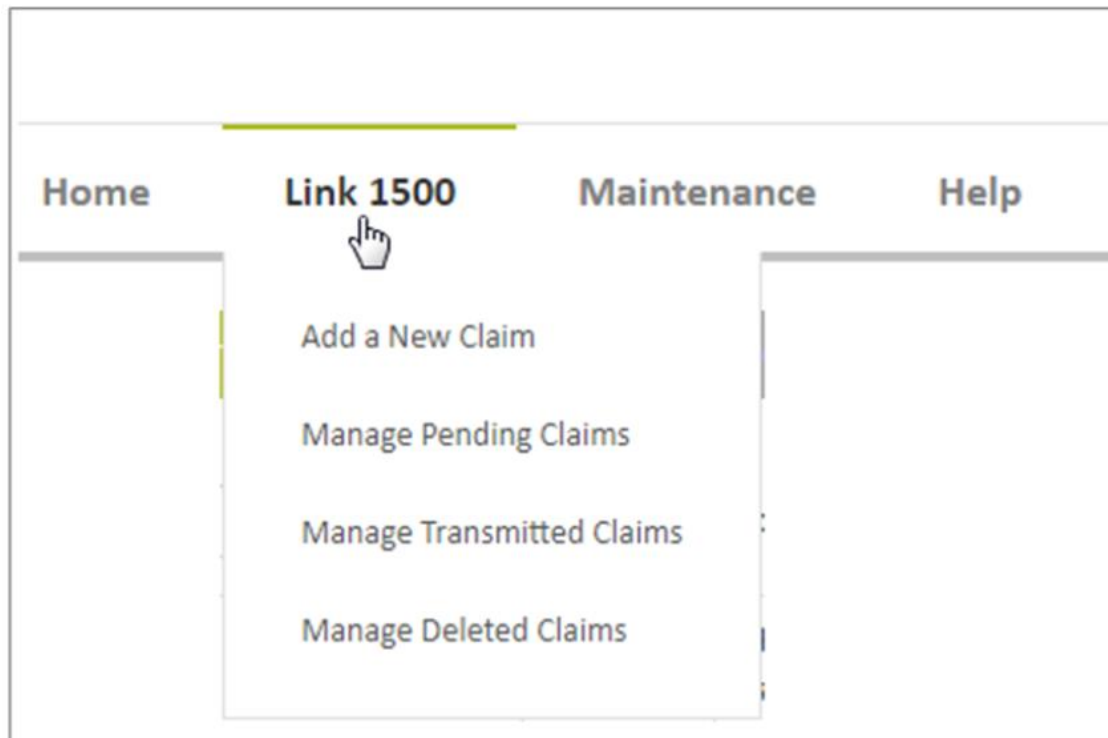 Home Link 1500 Maintenance Help
Add a New Claim
Manage Pending Claims
Manage Transmitted Claims
Manage Deleted Claims